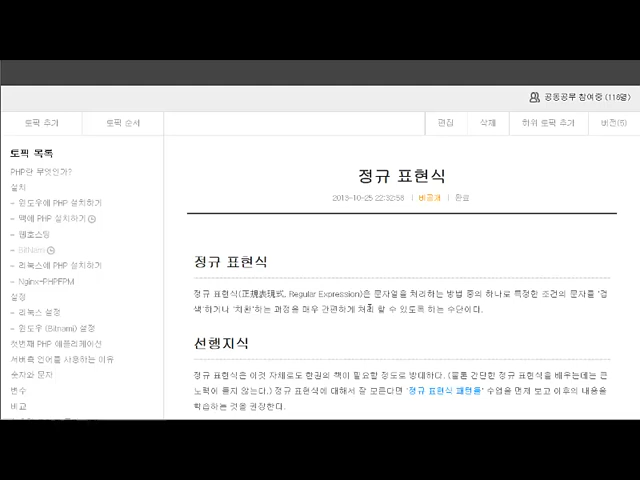 공동공부 참여중 (118명)
토픽 추가
토픽 순서
편집
삭제
하위 토픽 추가
버전(5)
토픽 목록
PHP란 무엇인가?
설치
- 윈도우에 PHP 설치하기
- 맥에 PHP 설치하기
- 웹호스팅
- BitNami
- 리눅스에 PHP 설치하기
- Nginx-PHPFPM
설정
- 리눅스 설정
- 윈도우 (Bitnami) 설정
첫번째 PHP 애플리케이션
서버측 언어를 사용하는 이유
숫자와 문자
변수
비교
정규 표현식
22:32:58 | 비공개 | 완료
정규 표현식
정규 표현식(正規表現式, Regular Expression)은 문자열을 처리하는 방법 중의 하나로 특정한 조건의 문자를 '검
색'하거나 '치환'하는 과정을 매우 간편하게 처리 할 수 있도록 하는 수단이다.
선행지식
정규 표현식은 이것 자체로도 한권의 책이 필요할 정도로 방대하다. (물론 간단한 정규 표현식을 배우는데는 큰
노력이 들지 않는다.) 정규 표현식에 대해서 잘 모른다면 '정규 표현식 패턴들' 수업을 먼저 보고 이후의 내용을
학습하는 것을 권장한다.